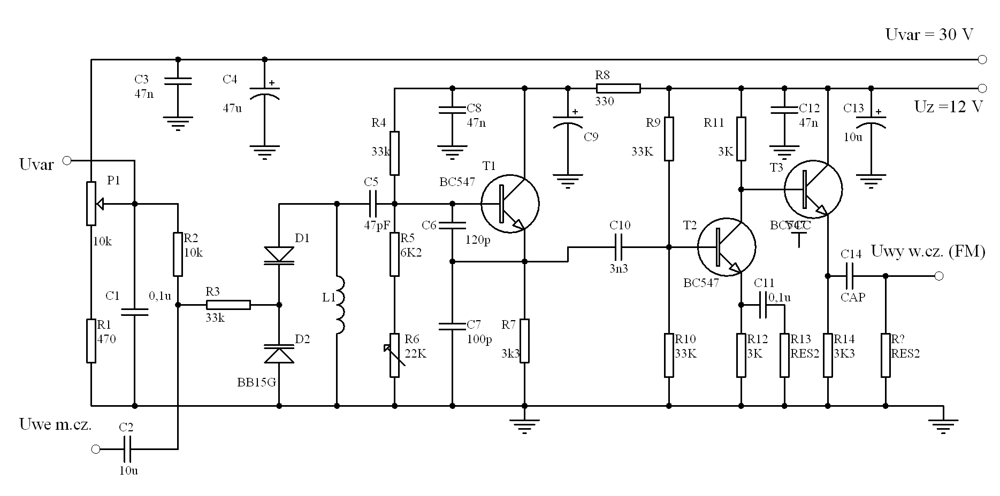 Uvar = 30 V
R8
C3
C4
+
47n
330
47u
Uz =12 V
C8
47n
+
C9
C12
47n
C13
+
10u
R4
33k
R9
33K
R11
3K
Uvar
P1
T1
T3
BC547
C5
47pF
10k
R2
10k
D1
R5
6K2
C6
120p
C10
3n3
T2
BC547
VCC
BC547
Uwy w.cz. (FM)
C14
CAP
C1
0,1u
R3
33k
L1
C11
0,1u
R1
470
D2
R6
22K
C7
100p
R7
3k3
R10
33K
R12
3K
R13
RES2
R14
3K3
R?
RES2
BB15G
Uwe m.cz.
C2
10u